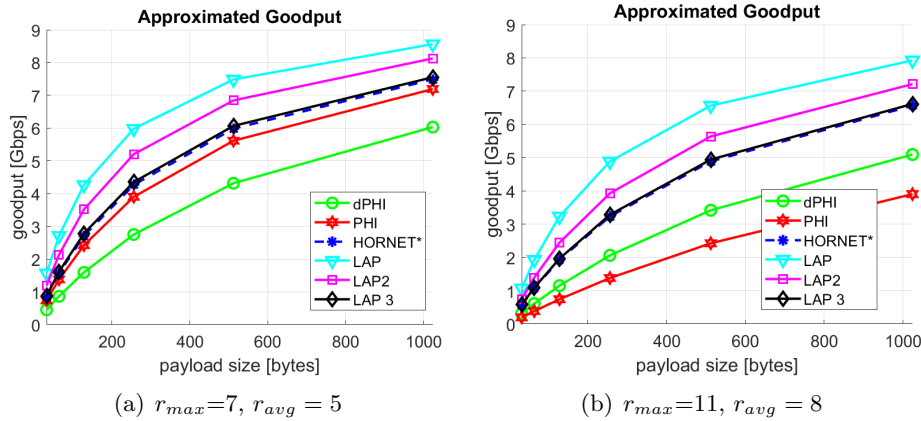 Approximated Goodput
goodput [Gbps]
9
8
7
6
5
4
3
2
1
0
200
400
600
800
1000
payload size [bytes]
dPHI
PHI
HORNET*
LAP
LAP2
LAP 3
(a) r_max=7, r_avg = 5
Approximated Goodput
goodput [Gbps]
9
8
7
6
5
4
3
2
1
0
200
400
600
800
1000
payload size [bytes]
dPHI
PHI
HORNET*
LAP
LAP2
LAP 3
(b) r_max=11, r_avg = 8